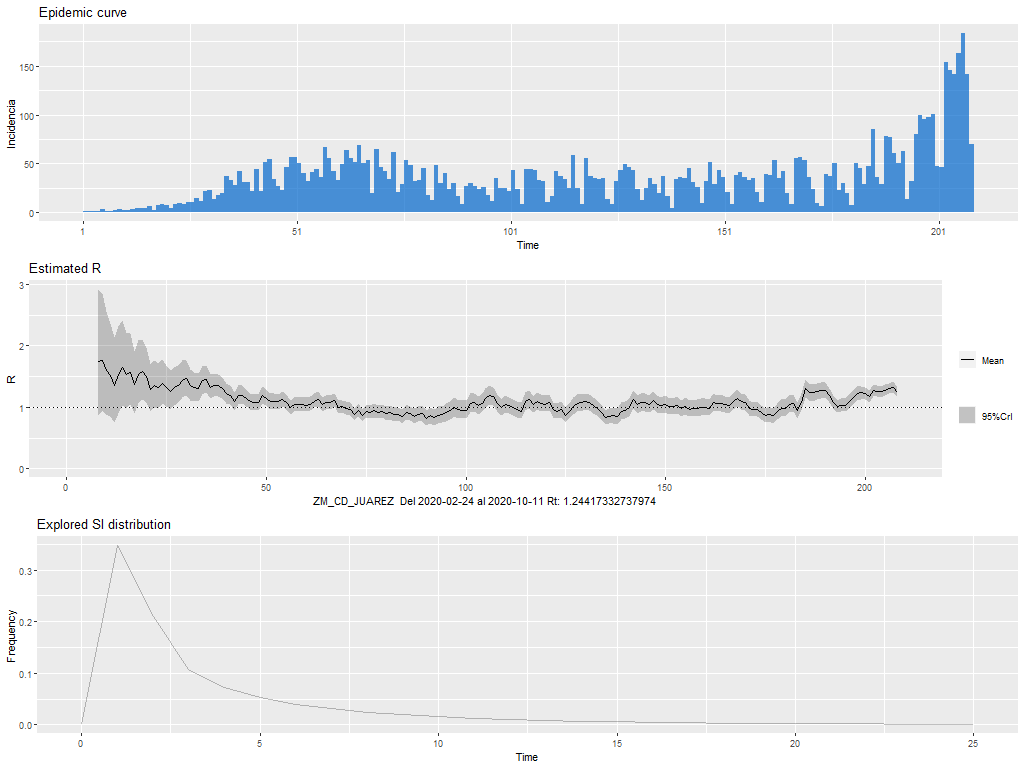 Epidemic curve
150
100
50
0
Incidencia
1 51 101 151 201
Time
Estimated R
3
2
1
0
R
Mean
95%CrI
0 50 100 150 200
ZM_CD_JUAREZ Del 2020-02-24 al 2020-10-11 Rt: 1.24417332737974
Explored SI distribution
0.3
0.2
0.1
0.0
Frequency
0 5 10 15 20 25
Time